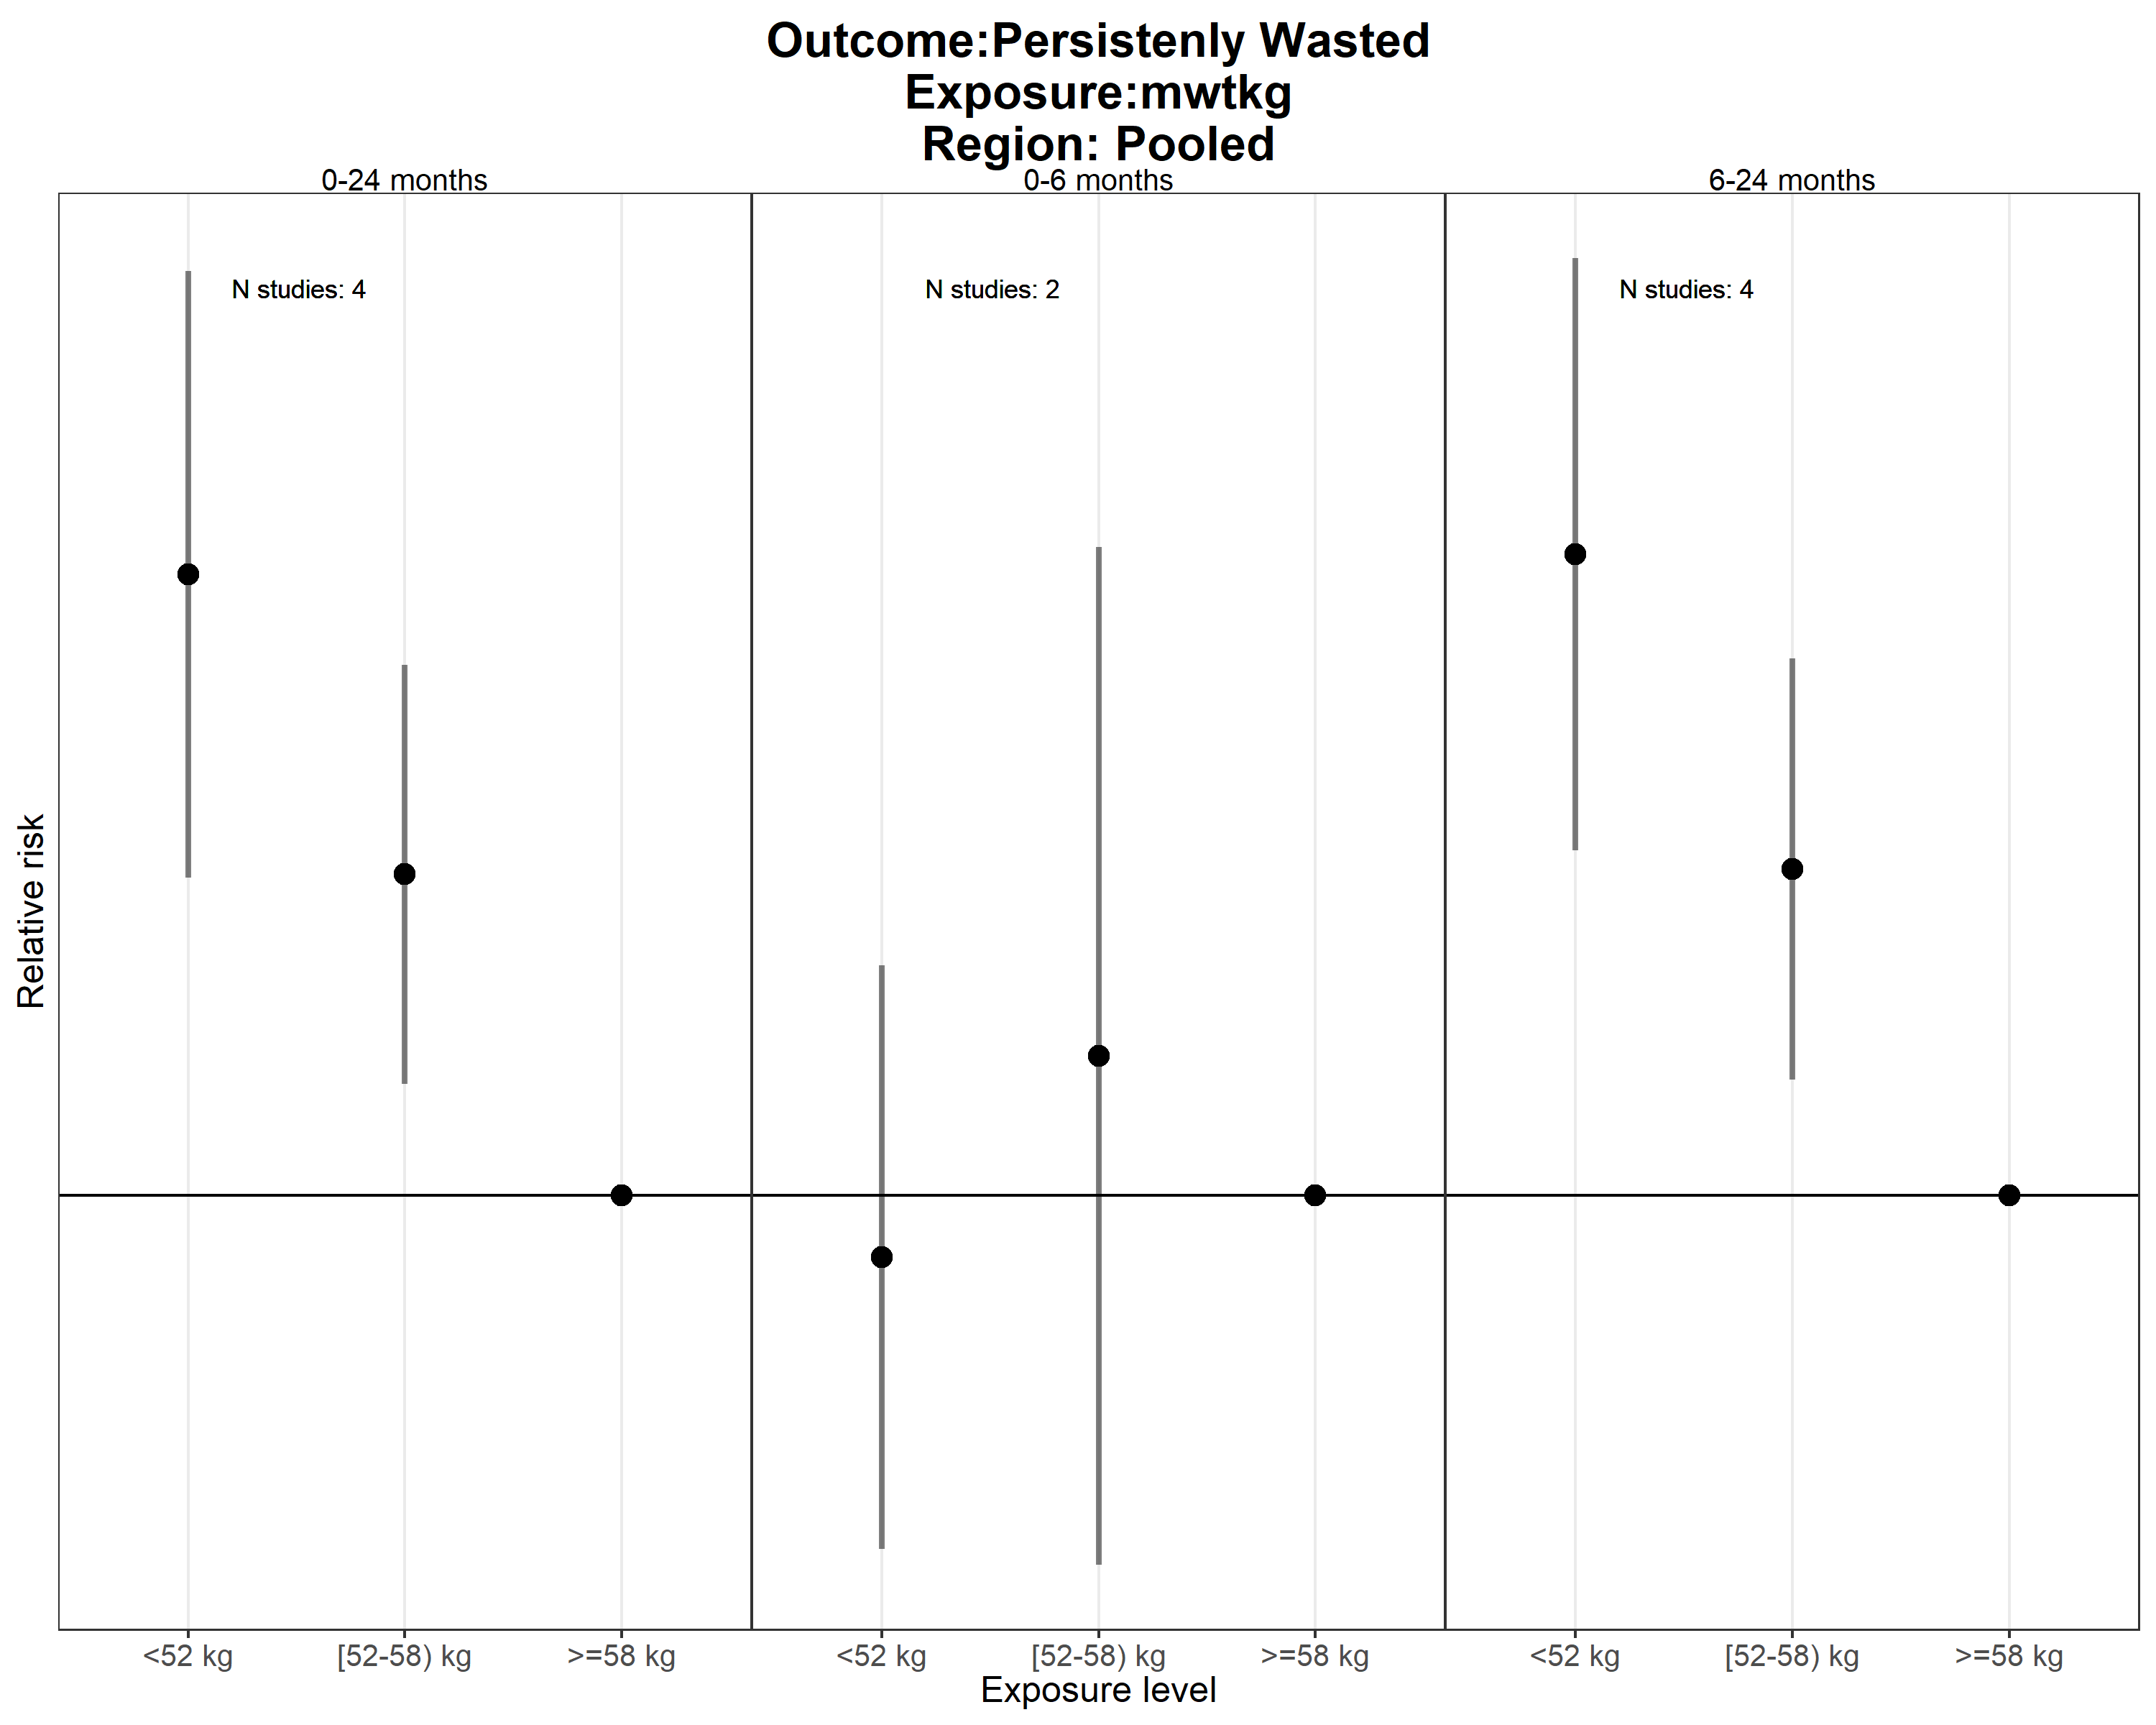 Outcome:Persistenly Wasted
Exposure:mwtkg
Region: Pooled
0-24 months
0-6 months
6-24 months
N studies: 4
N studies: 2
N studies: 4
Relative risk
<52 kg
[52-58) kg
>=58 kg
<52 kg
[52-58) kg
>=58 kg
<52 kg
[52-58) kg
>=58 kg
Exposure level